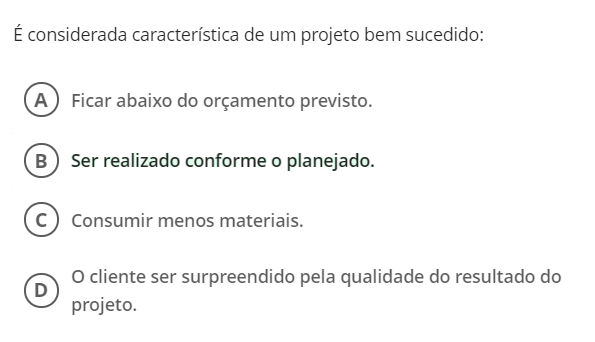 É considerada característica de um projeto bem sucedido:
A Ficar abaixo do orçamento previsto.
B Ser realizado conforme o planejado.
C Consumir menos materiais.
D O cliente ser surpreendido pela qualidade do resultado do
projeto.